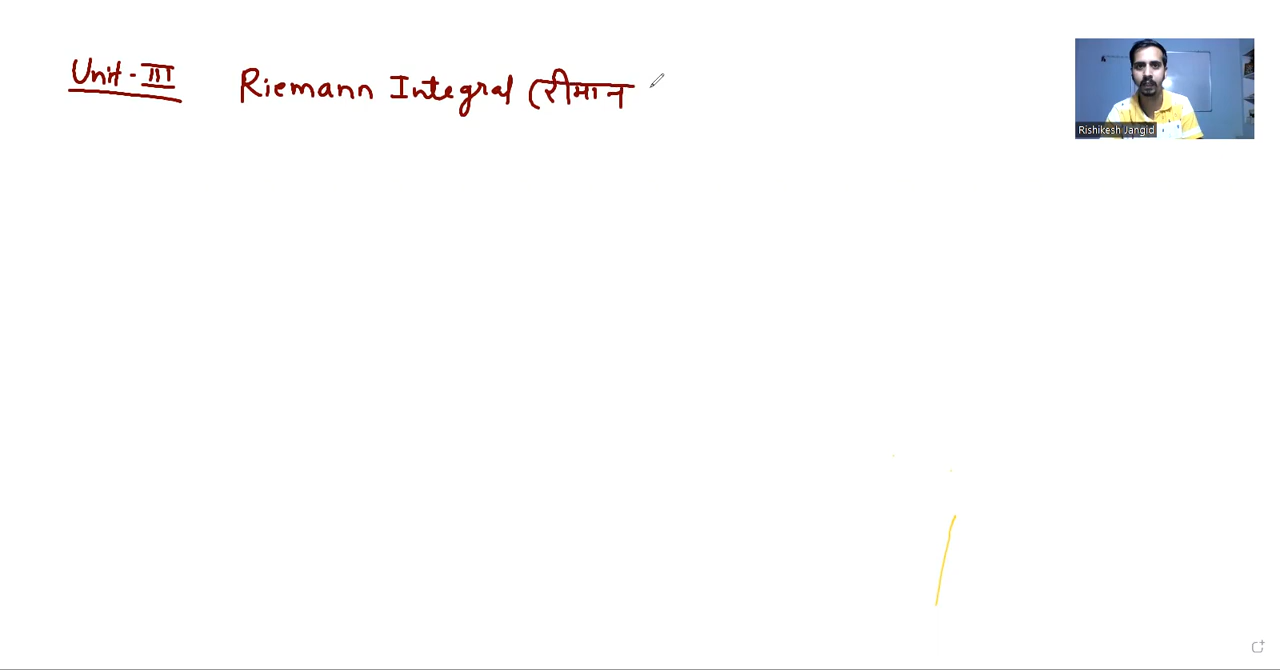 Unit - III Riemann Integral (रीमान
Rishikesh Jangid